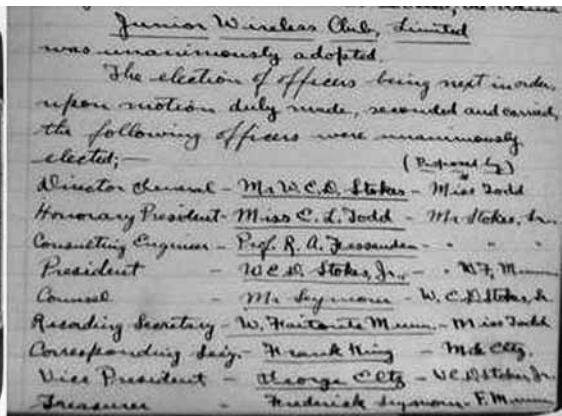 the name
Junior Wireless Club, Limited
was unanimously adopted.
The election of officers being next in order,
upon motion duly made, seconded and carried,
the following officers were unanimously
elected;—
(Proposed by)
Director General - Mr W. E. D. Stokes - Miss Todd
Honorary President - Miss E. L. Todd - Mr Stokes, Sr.
Consulting Engineer - Prof. R. A. Fessenden - " " "
President - W. E. D. Stokes, Jr. - " W. F. Munn
Counsel - Mr Seymour - W. E. D. Stokes, Sr
Recording Secretary - W. Faitoute Munn - Miss Todd
Corresponding Secy. - Frank King - Mr Eltz.
Vice President - George Eltz - W. E. D. Stokes, Jr.
Treasurer - Frederick Seymour - F. Munn